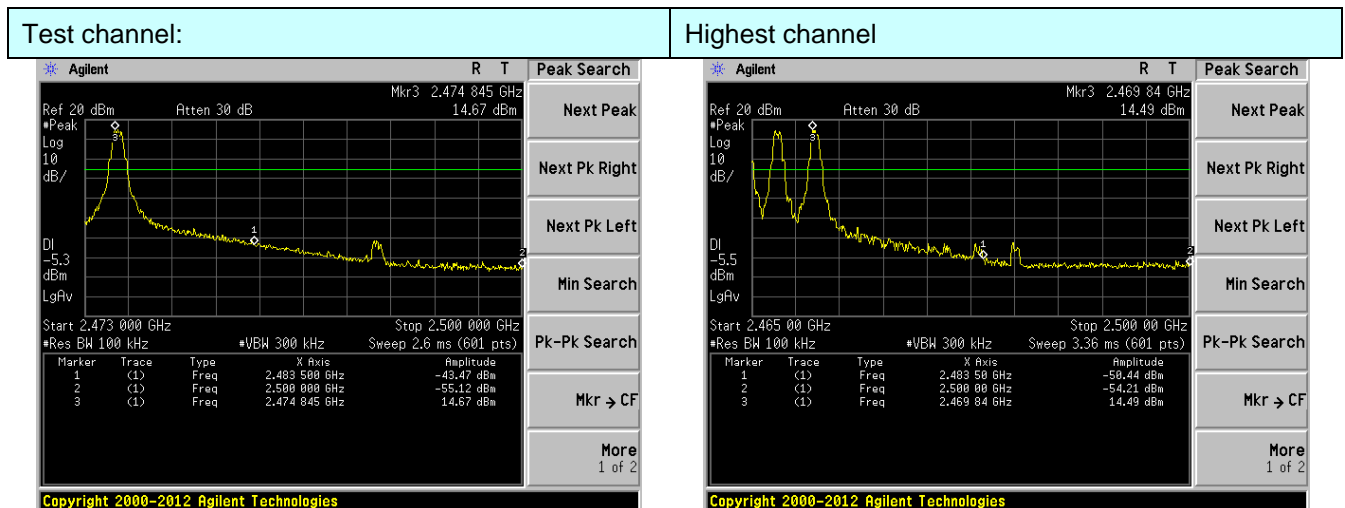 Test channel:
Highest channel
Agilent
R T
Peak Search
Mkr3 2.474 845 GHz
Ref 20 dBm
Atten 30 dB
14.67 dBm
Next Peak
#Peak
Log
10
dB/
3
Next Pk Right
Next Pk Left
1
2
DI
-5.3
dBm
Min Search
LgAv
Start 2.473 000 GHz
Stop 2.500 000 GHz
#Res BW 100 kHz
#VBW 300 kHz
Sweep 2.6 ms (601 pts)
Pk-Pk Search
Marker Trace Type X Axis Amplitude
1 (1) Freq 2.483 500 GHz -43.47 dBm
2 (1) Freq 2.500 000 GHz -55.12 dBm
3 (1) Freq 2.474 845 GHz 14.67 dBm
Mkr → CF
More
1 of 2
Copyright 2000-2012 Agilent Technologies
Agilent
R T
Peak Search
Mkr3 2.469 84 GHz
Ref 20 dBm
Atten 30 dB
14.49 dBm
Next Peak
#Peak
Log
10
dB/
3
Next Pk Right
Next Pk Left
1
2
DI
-5.5
dBm
Min Search
LgAv
Start 2.465 00 GHz
Stop 2.500 00 GHz
#Res BW 100 kHz
#VBW 300 kHz
Sweep 3.36 ms (601 pts)
Pk-Pk Search
Marker Trace Type X Axis Amplitude
1 (1) Freq 2.483 50 GHz -50.44 dBm
2 (1) Freq 2.500 00 GHz -54.21 dBm
3 (1) Freq 2.469 84 GHz 14.49 dBm
Mkr → CF
More
1 of 2
Copyright 2000-2012 Agilent Technologies